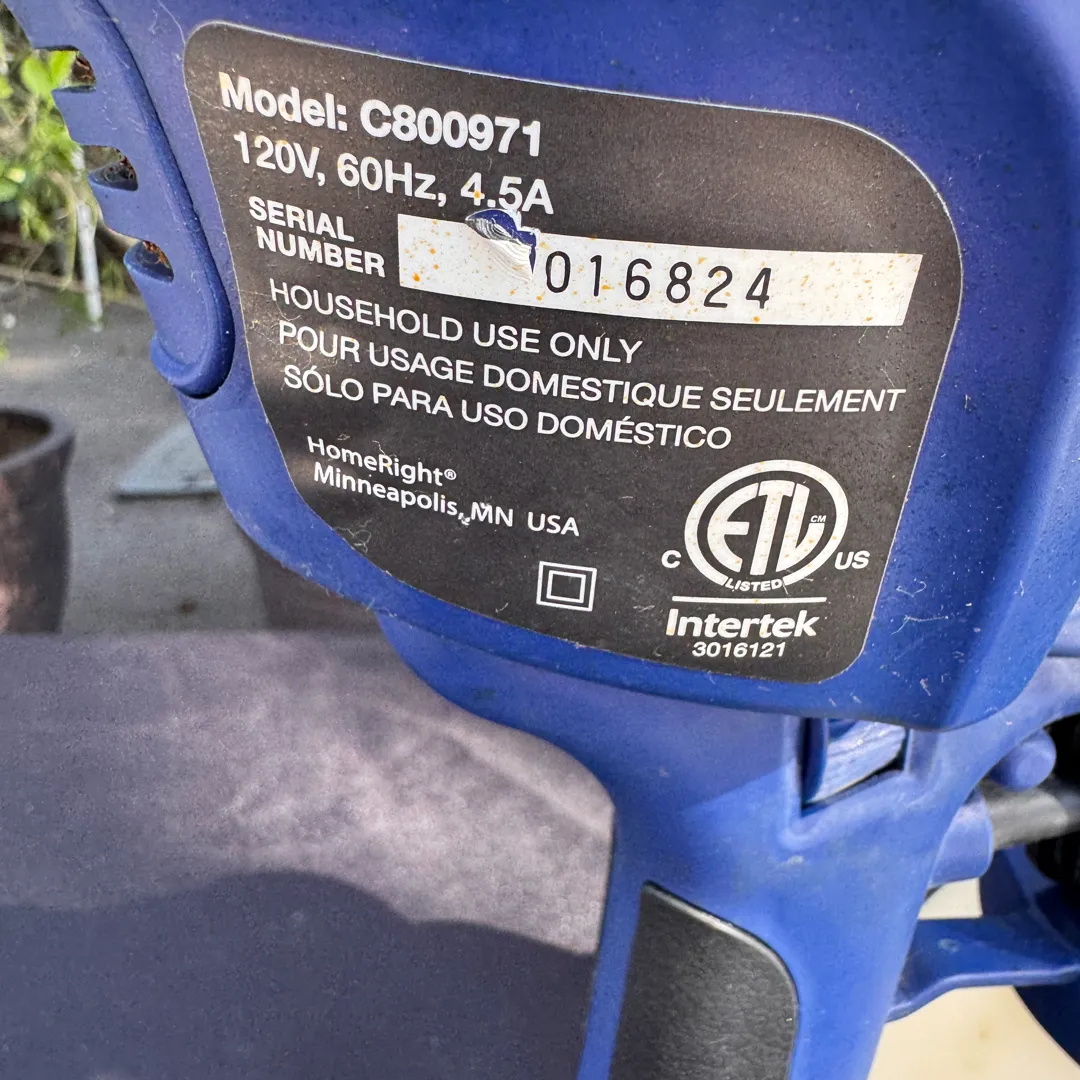 Model: C800971
120V, 60Hz, 4.5A
SERIAL
NUMBER
016824
HOUSEHOLD USE ONLY
POUR USAGE DOMESTIQUE SEULEMENT
SÓLO PARA USO DOMÉSTICO
HomeRight®
Minneapolis, MN USA
ETL CM
C US
LISTED
Intertek
3016121